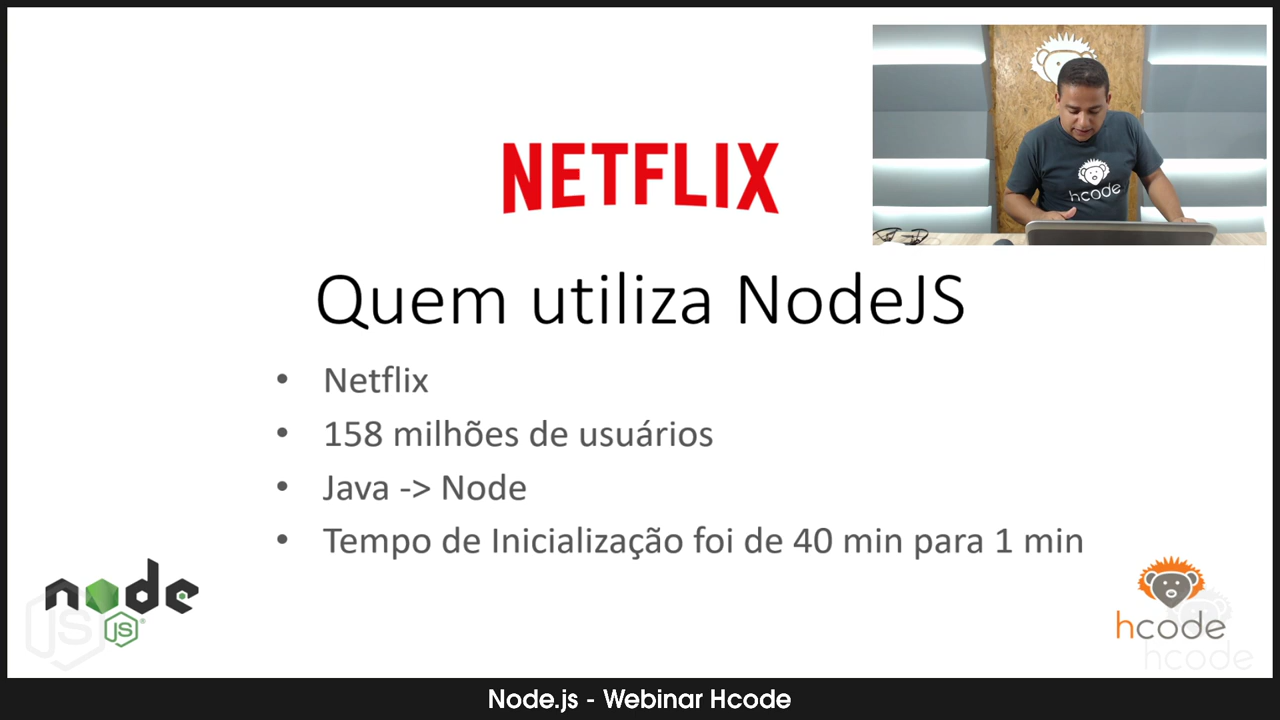 NETFLIX
hcode
Quem utiliza NodeJS
• Netflix
• 158 milhões de usuários
• Java -> Node
• Tempo de Inicialização foi de 40 min para 1 min
node
JS
JS
hcode
hcode
Node.js - Webinar Hcode